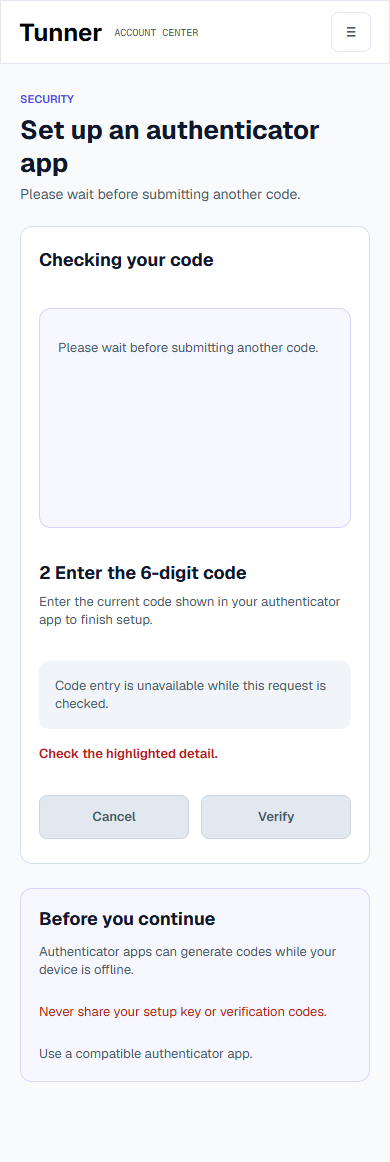 Tunner ACCOUNT CENTER
SECURITY
Set up an authenticator
app
Please wait before submitting another code.
Checking your code
Please wait before submitting another code.
2 Enter the 6-digit code
Enter the current code shown in your authenticator
app to finish setup.
Code entry is unavailable while this request is
checked.
Check the highlighted detail.
Cancel Verify
Before you continue
Authenticator apps can generate codes while your
device is offline.
Never share your setup key or verification codes.
Use a compatible authenticator app.